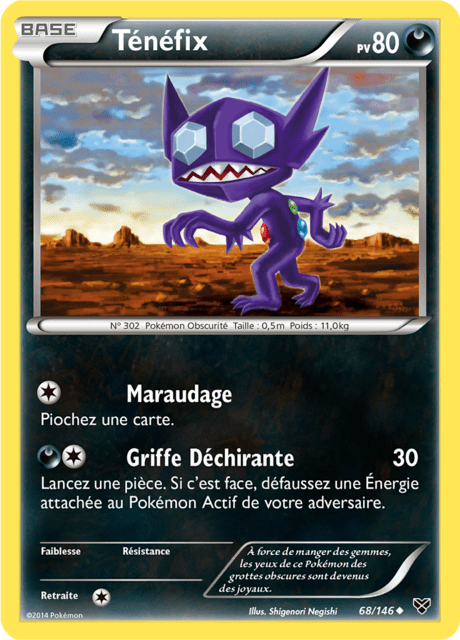 BASE Ténéfix PV80
N° 302 Pokémon Obscurité Taille : 0,5m Poids : 11,0kg
Maraudage
Piochez une carte.
Griffe Déchirante 30
Lancez une pièce. Si c'est face, défaussez une Énergie
attachée au Pokémon Actif de votre adversaire.
Faiblesse Résistance
À force de manger des gemmes,
les yeux de ce Pokémon des
grottes obscures sont devenus
des joyaux.
Retraite
©2014 Pokémon
Illus. Shigenori Negishi 68/146